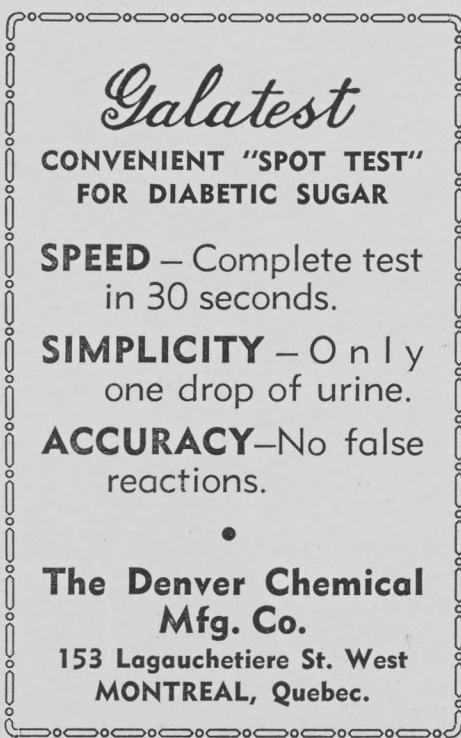 Galatest
CONVENIENT "SPOT TEST"
FOR DIABETIC SUGAR
SPEED – Complete test
in 30 seconds.
SIMPLICITY – Only
one drop of urine.
ACCURACY–No false
reactions.
•
The Denver Chemical
Mfg. Co.
153 Lagauchetiere St. West
MONTREAL, Quebec.